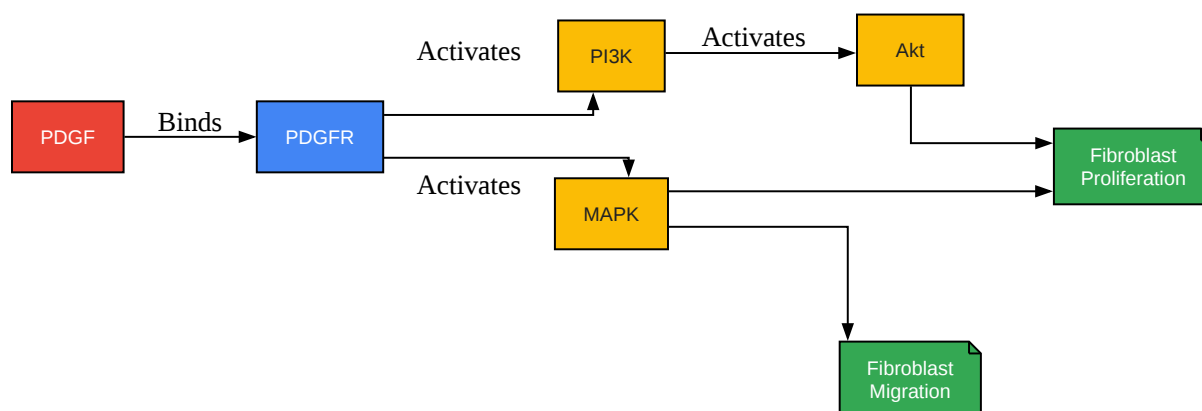 Activates
PI3K
Activates
Akt
PDGF
Binds
PDGFR
Activates
MAPK
Fibroblast
Proliferation
Fibroblast
Migration